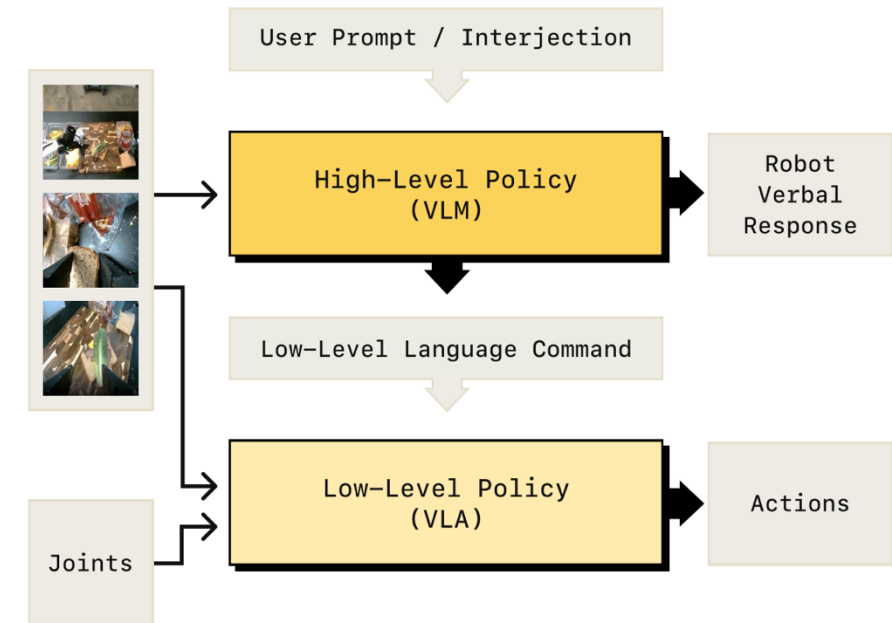 User Prompt / Interjection
High-Level Policy
(VLM)
Robot
Verbal
Response
Low-Level Language Command
Low-Level Policy
(VLA)
Actions
Joints